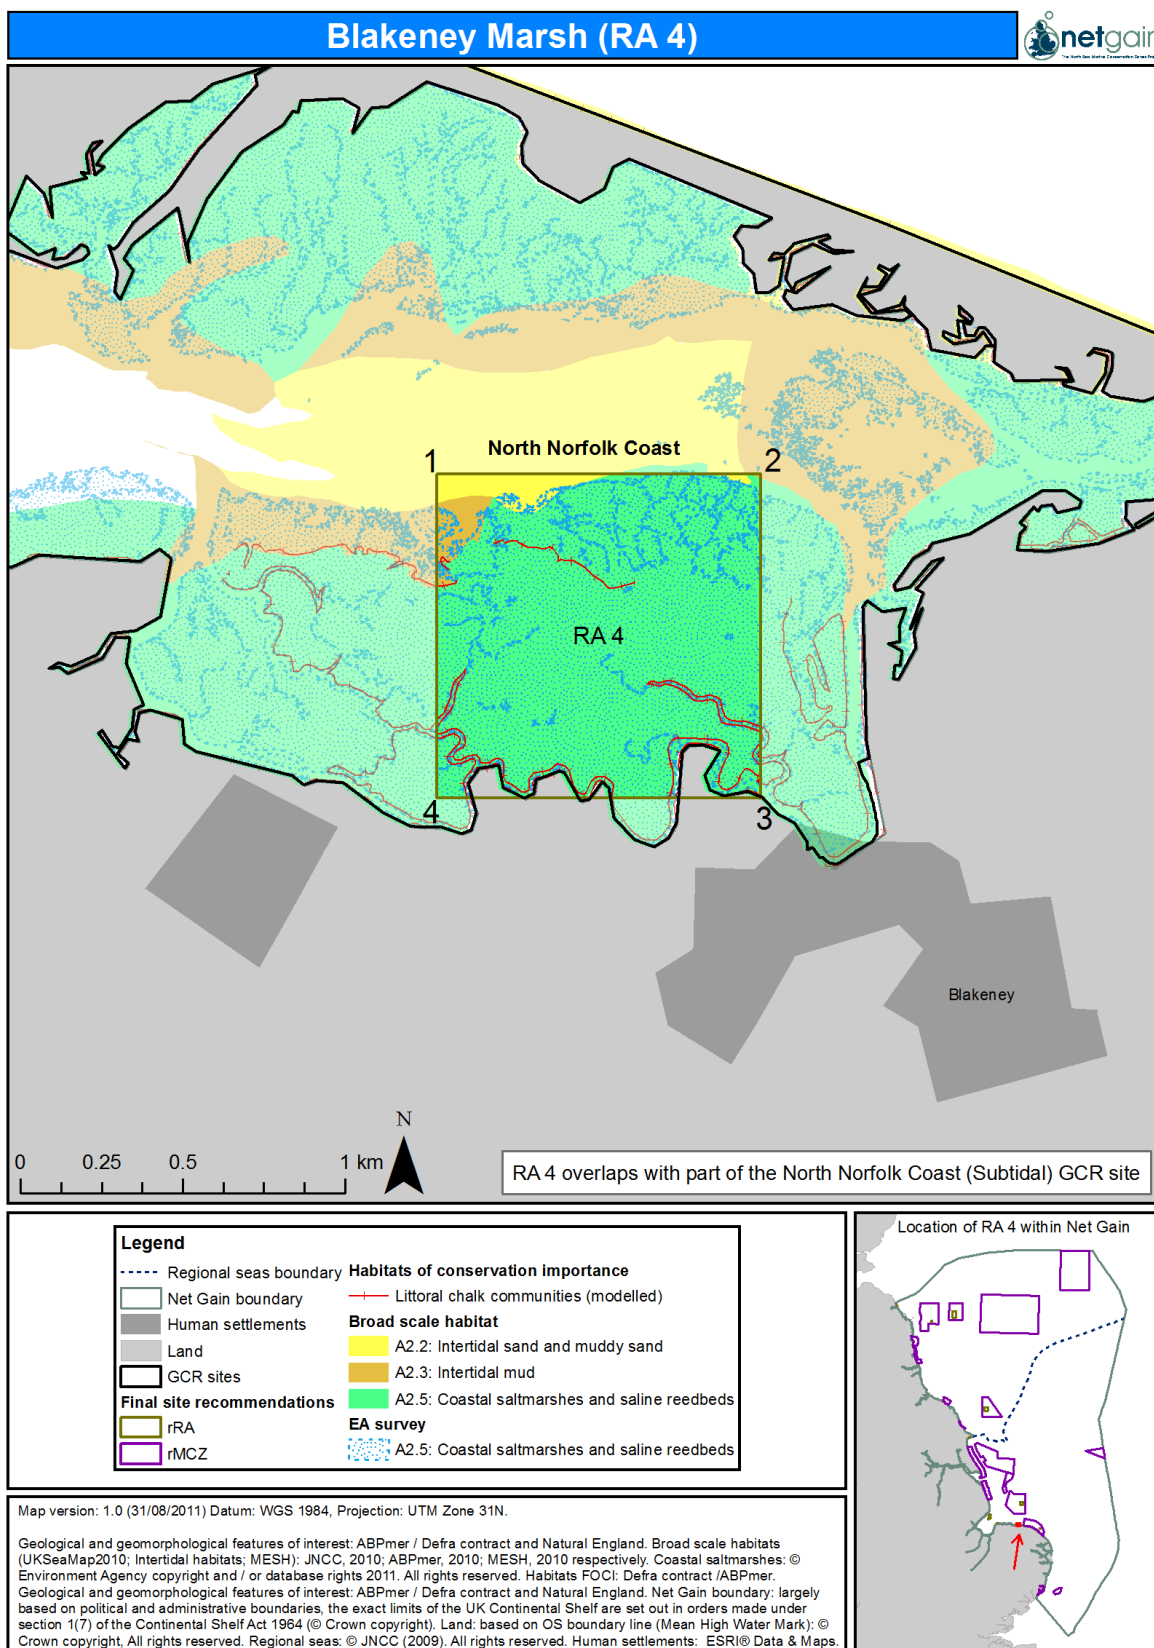 Blakeney Marsh (RA 4)
netgain
North Norfolk Coast
1
2
RA 4
4
3
Blakeney
N
0 0.25 0.5 1 km
RA 4 overlaps with part of the North Norfolk Coast (Subtidal) GCR site
Legend
Regional seas boundary
Net Gain boundary
Human settlements
Land
GCR sites
Final site recommendations
rRA
rMCZ
Habitats of conservation importance
Littoral chalk communities (modelled)
Broad scale habitat
A2.2: Intertidal sand and muddy sand
A2.3: Intertidal mud
A2.5: Coastal saltmarshes and saline reedbeds
EA survey
A2.5: Coastal saltmarshes and saline reedbeds
Location of RA 4 within Net Gain
Map version: 1.0 (31/08/2011) Datum: WGS 1984, Projection: UTM Zone 31N.
Geological and geomorphological features of interest: ABPmer / Defra contract and Natural England. Broad scale habitats
(UKSeaMap2010; Intertidal habitats; MESH): JNCC, 2010; ABPmer, 2010; MESH, 2010 respectively. Coastal saltmarshes: ©
Environment Agency copyright and / or database rights 2011. All rights reserved. Habitats FOCI: Defra contract /ABPmer.
Geological and geomorphological features of interest: ABPmer / Defra contract and Natural England. Net Gain boundary: largely
based on political and administrative boundaries, the exact limits of the UK Continental Shelf are set out in orders made under
section 1(7) of the Continental Shelf Act 1964 (© Crown copyright). Land: based on OS boundary line (Mean High Water Mark): ©
Crown copyright, All rights reserved. Regional seas: © JNCC (2009). All rights reserved. Human settlements: ESRI® Data & Maps.